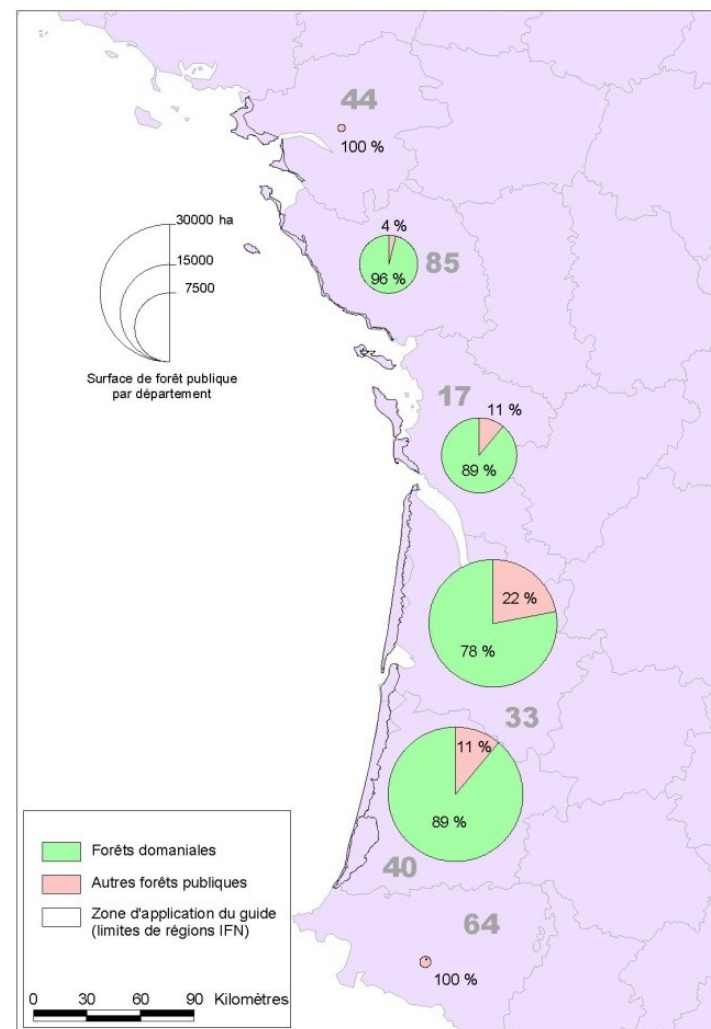 44
100 %
4 %
96 %
85
30000 ha
15000
7500
Surface de forêt publique
par département
17
11 %
89 %
22 %
78 %
33
11 %
89 %
40
64
100 %
Forêts domaniales
Autres forêts publiques
Zone d'application du guide
(limites de régions IFN)
0 30 60 90 Kilomètres